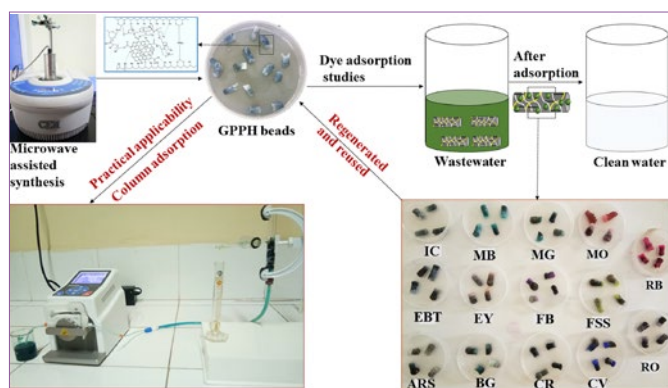 Microwave
assisted
synthesis
GPPH beads
Dye adsorption
studies
After
adsorption
Wastewater
Clean water
Practical applicability
Column adsorption
Regenerated
and reused
IC
MB
MG
MO
RB
EBT
EY
FB
FSS
RO
ARS
BG
CR
CV